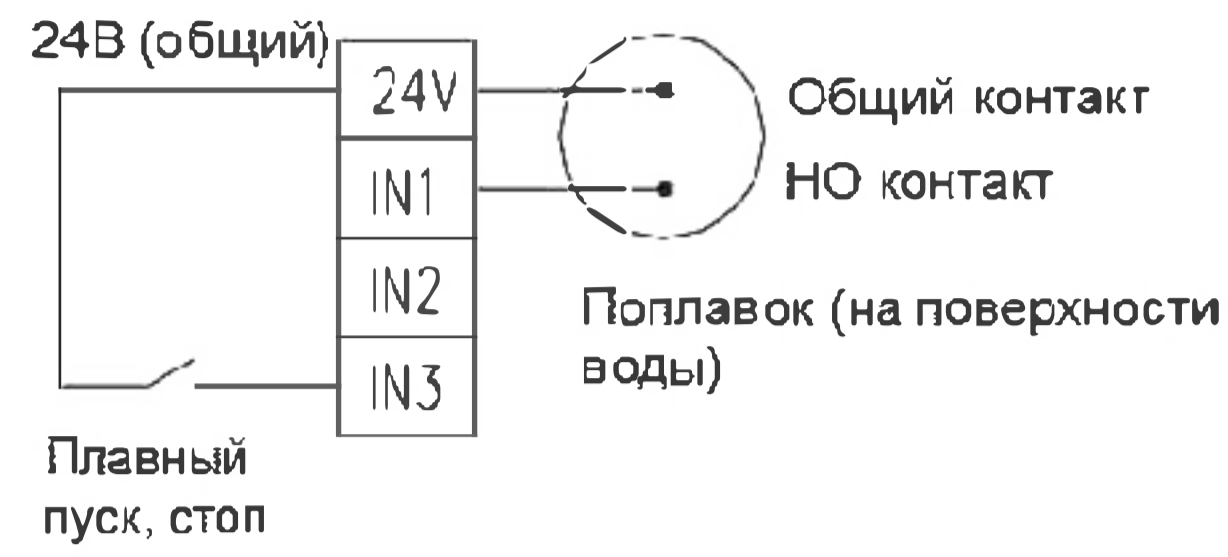 24В (общий)
24V
Общий контакт
IN1
НО контакт
IN2
Поплавок (на поверхности
воды)
IN3
Плавный
пуск, стоп